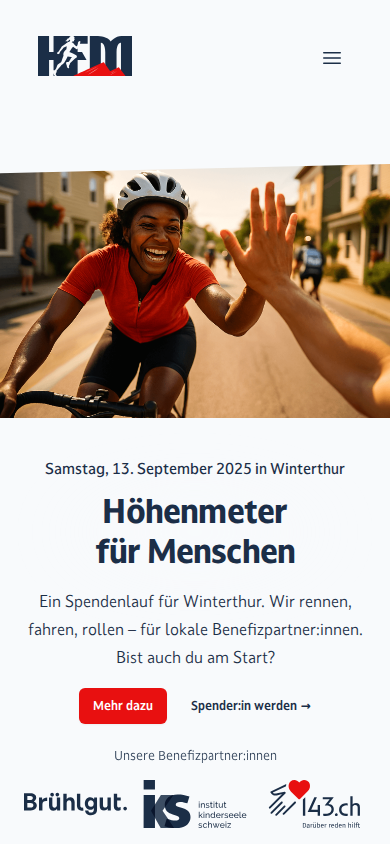 HFM
Samstag, 13. September 2025 in Winterthur
Höhenmeter
für Menschen
Ein Spendenlauf für Winterthur. Wir rennen,
fahren, rollen – für lokale Benefizpartner:innen.
Bist auch du am Start?
Mehr dazu
Spender:in werden →
Unsere Benefizpartner:innen
Brühlgut.
iks
institut
kinderseele
schweiz
143.ch
Darüber reden hilft